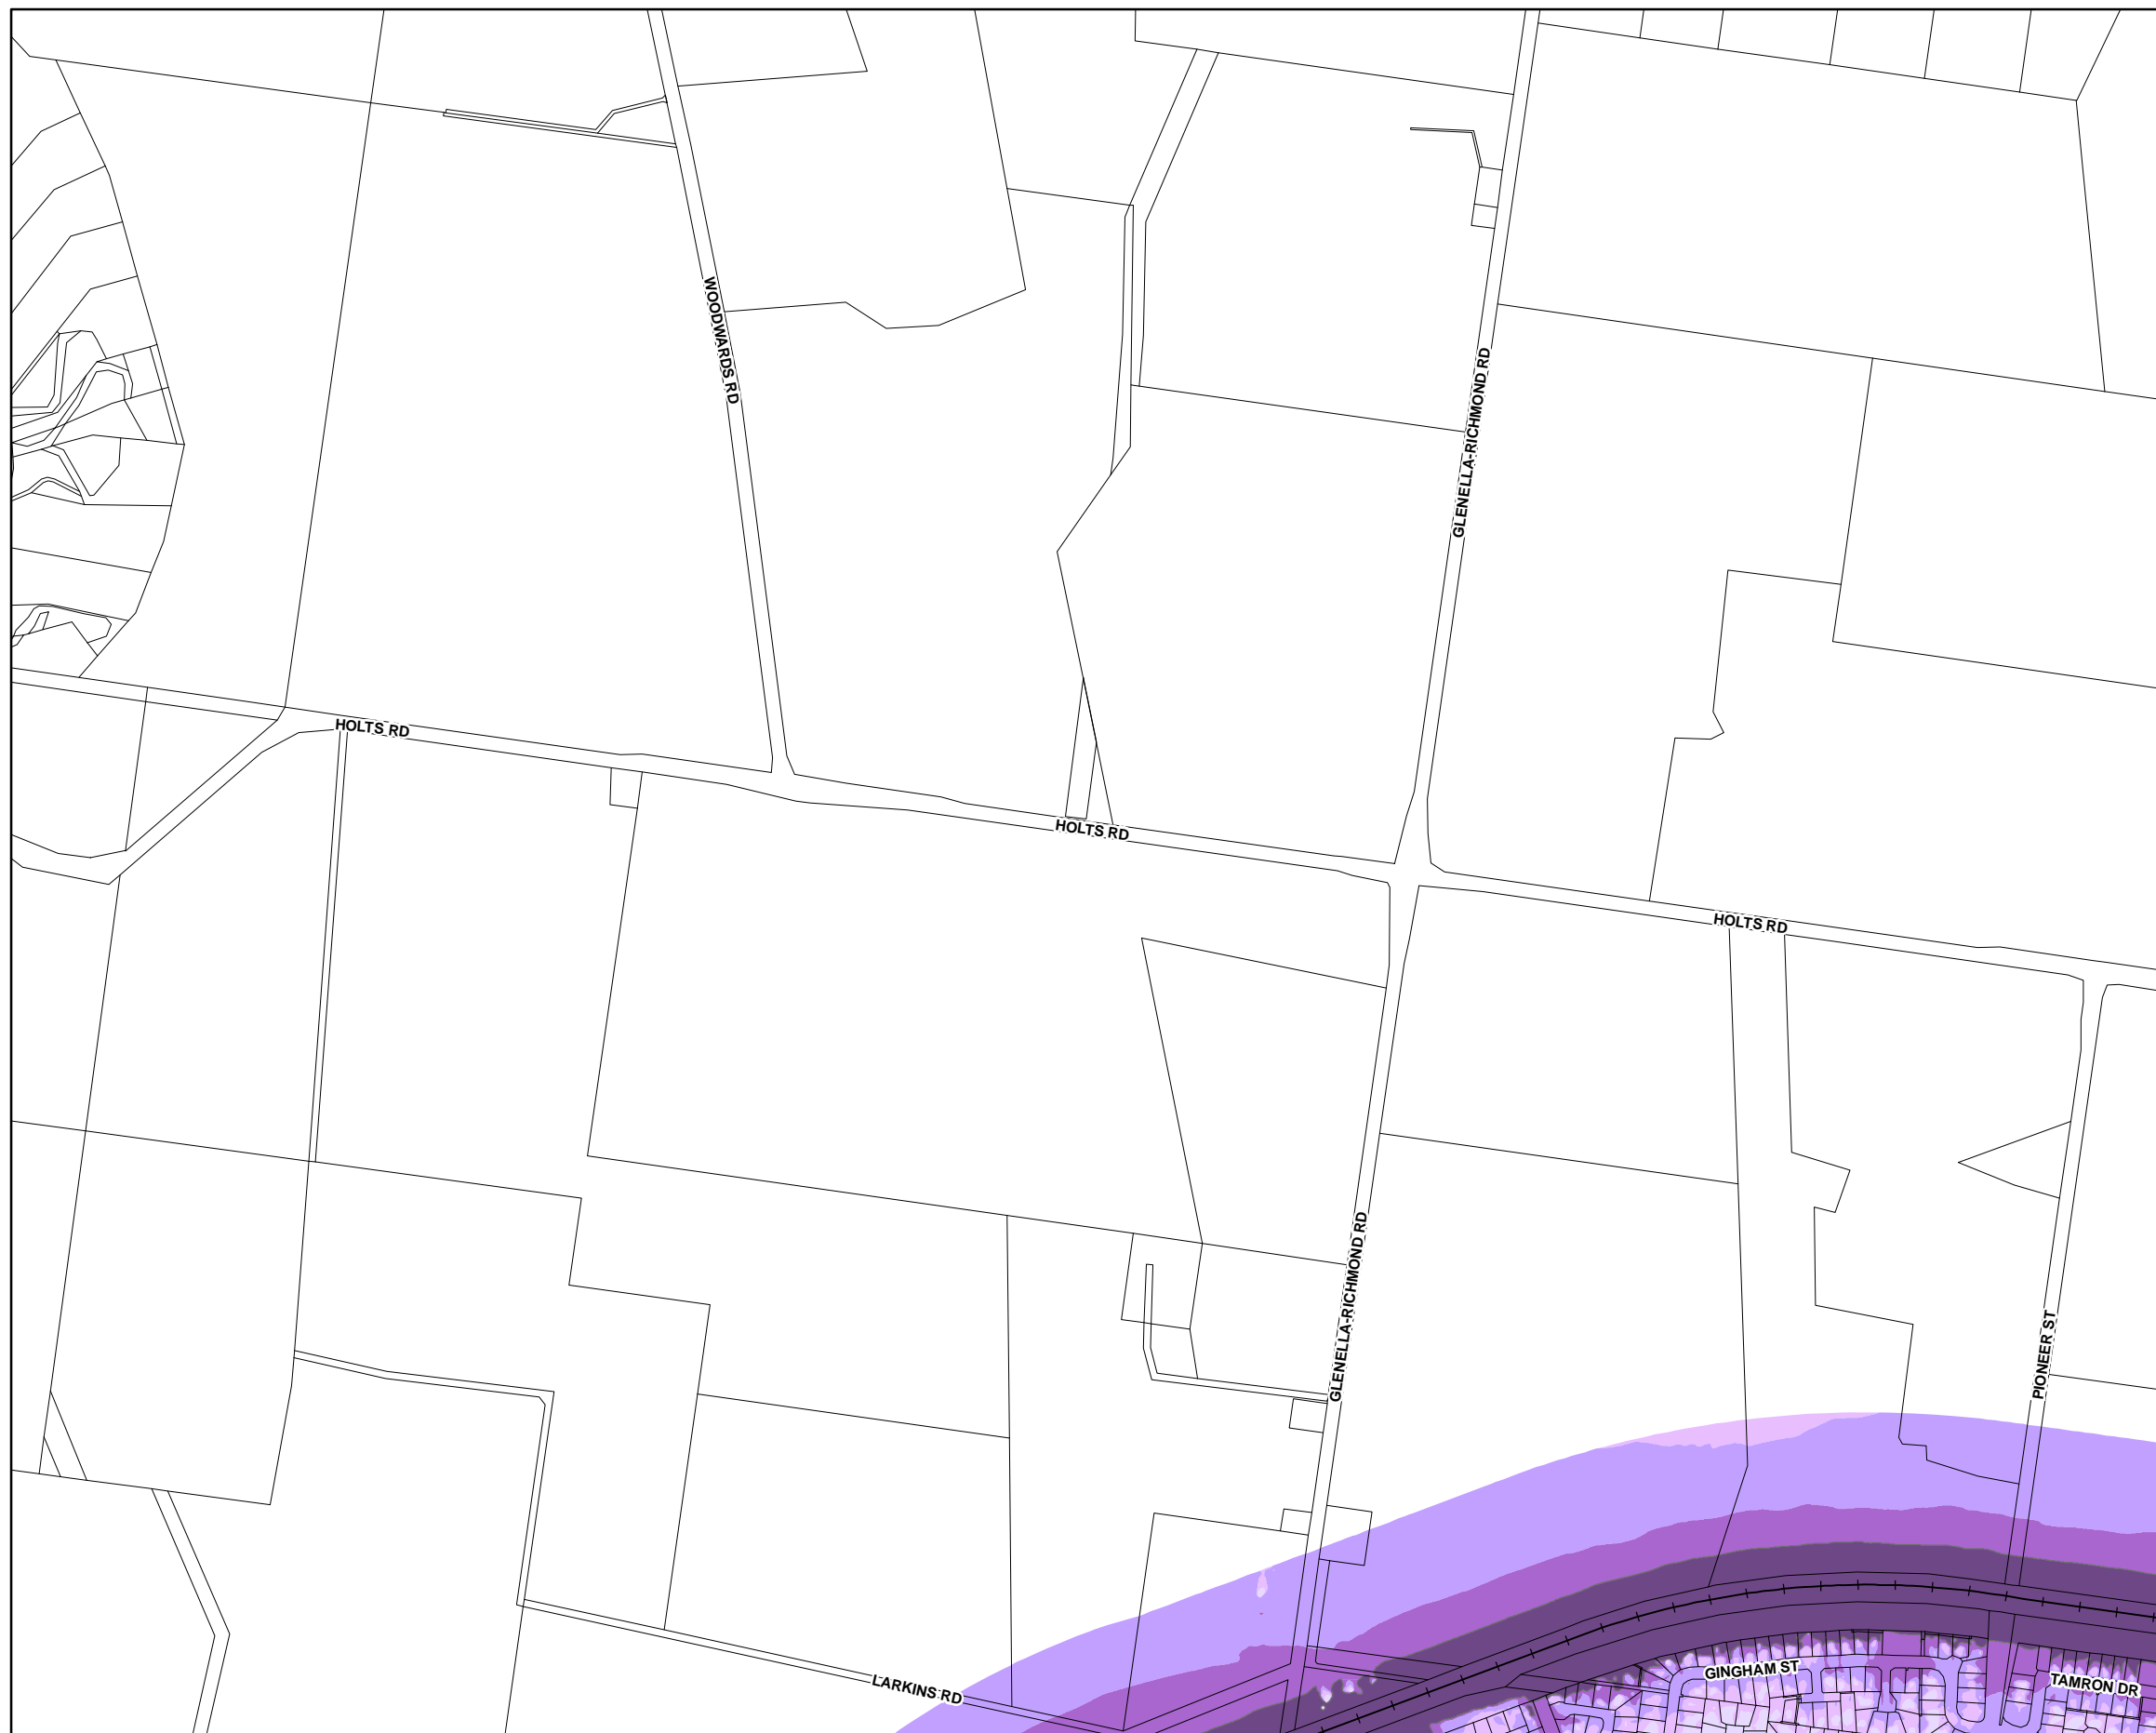 WOODWARDS RD
GLENELLA-RICHMOND RD
HOLTS RD
HOLTS RD
HOLTS RD
GLENELLA-RICHMOND RD
PIONEER ST
GINGHAM ST
TAMRON DR
LARKINS RD